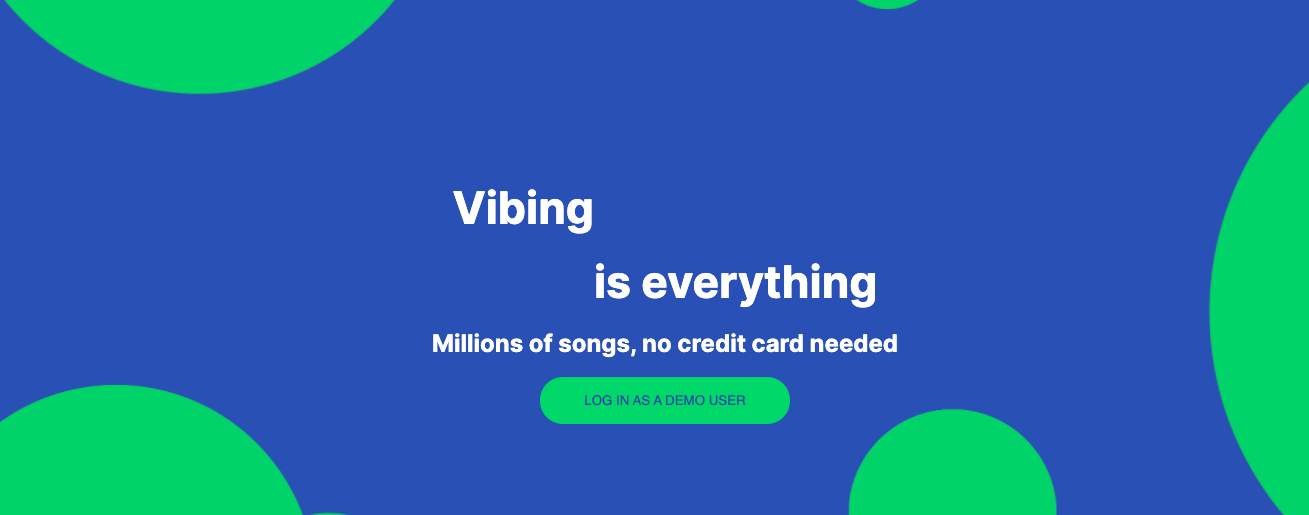 Vibing
is everything
Millions of songs, no credit card needed
LOG IN AS A DEMO USER